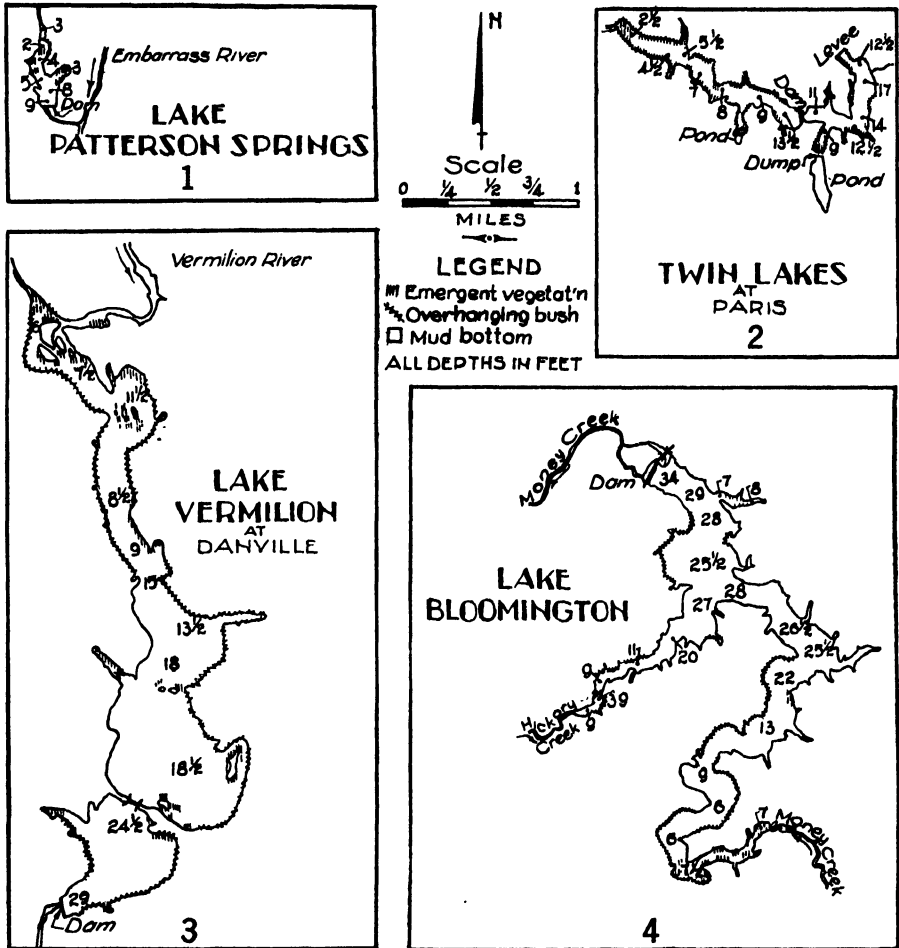 3
2
4
3
5
8
9
Dam
Embarrass River
LAKE
PATTERSON SPRINGS
1
N
Scale
0 1/4 1/2 3/4 1
MILES
LEGEND
Emergent vegetat'n
Overhanging bush
Mud bottom
ALL DEPTHS IN FEET
2½
5½
4½
7
8
9
13½
Dam
11
Levee
12½
17
14
12½
9
Pond
Dump
Pond
TWIN LAKES
AT
PARIS
2
Vermilion River
7½
11½
8½
9
15
13½
18
18½
24½
29
Dam
LAKE
VERMILION
AT
DANVILLE
3
Money Creek
Dam
34
29
7
8
28
25½
28
27
26½
25½
20
11
9
13
9
9
Hickory
Creek
22
13
9
6
6
7
Money Creek
LAKE
BLOOMINGTON
4